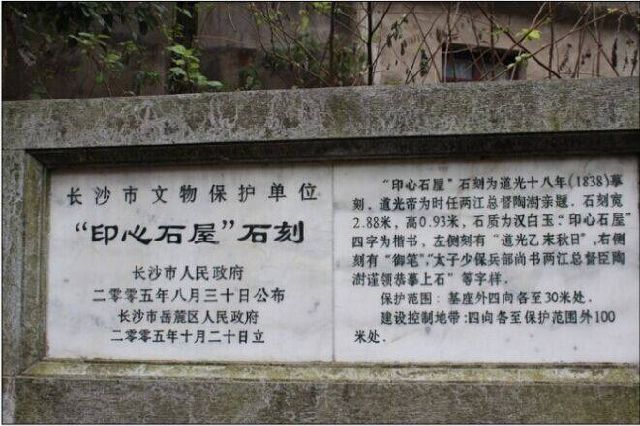 长沙市文物保护单位
“印心石屋”石刻
长沙市人民政府
二零零五年八月三十日公布
长沙市岳麓区人民政府
二零零五年十月二十日立
“印心石屋”石刻为道光十八年(1838)摹
刻，道光帝为时任两江总督陶澍亲题。石刻宽
2.88米，高0.93米，石质为汉白玉。“印心石屋”
四字为楷书，左侧刻有“道光乙未秋日”，右侧
刻有“御笔”，“太子少保兵部尚书两江总督臣陶
澍谨领恭摹上石”等字样。
保护范围：基座外四向各至30米处．
建设控制地带：四向各至保护范围外100
米处．